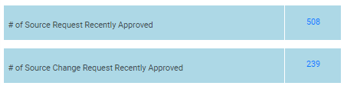 # of Source Request Recently Approved 508
# of Source Change Request Recently Approved 239